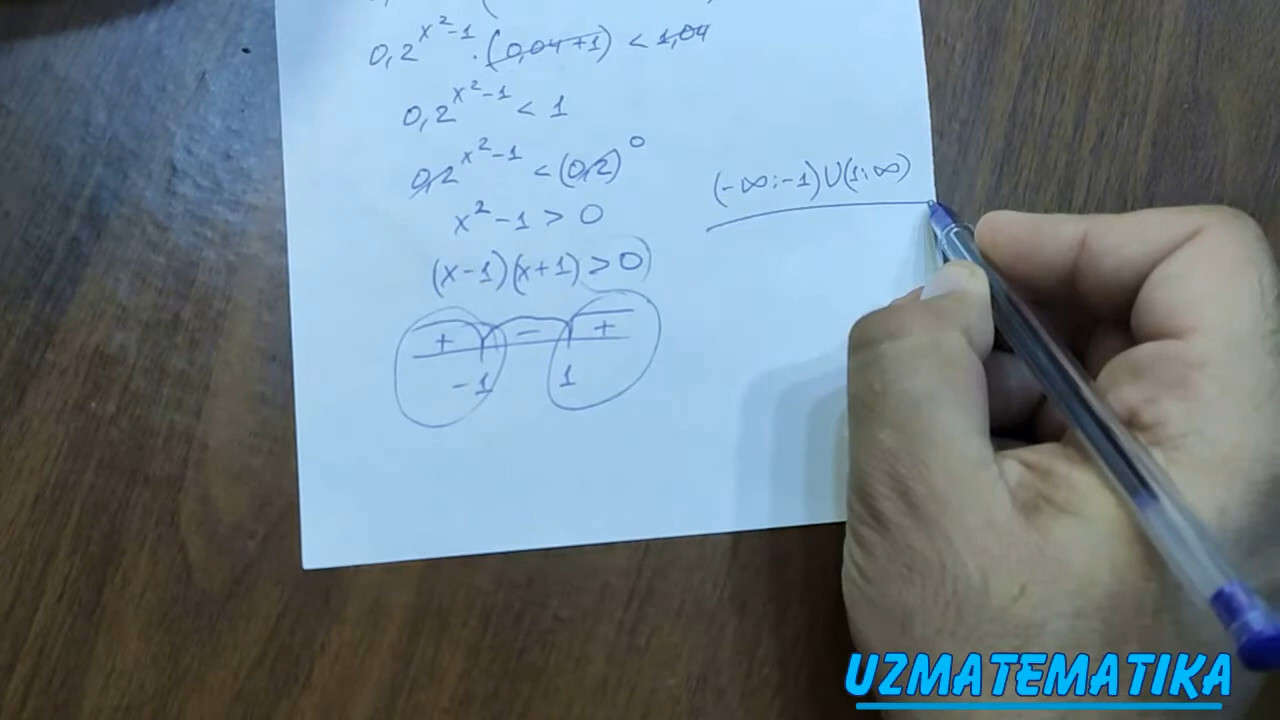 0,2^{x²-1} · (0,04+1) < 1,04
0,2^{x²-1} < 1
0,2^{x²-1} < (0,2)^0
x² - 1 > 0
(x-1)(x+1) > 0
+ - +
-1 1
(-∞;-1)∪(1;∞)
UZMATEMATIKA